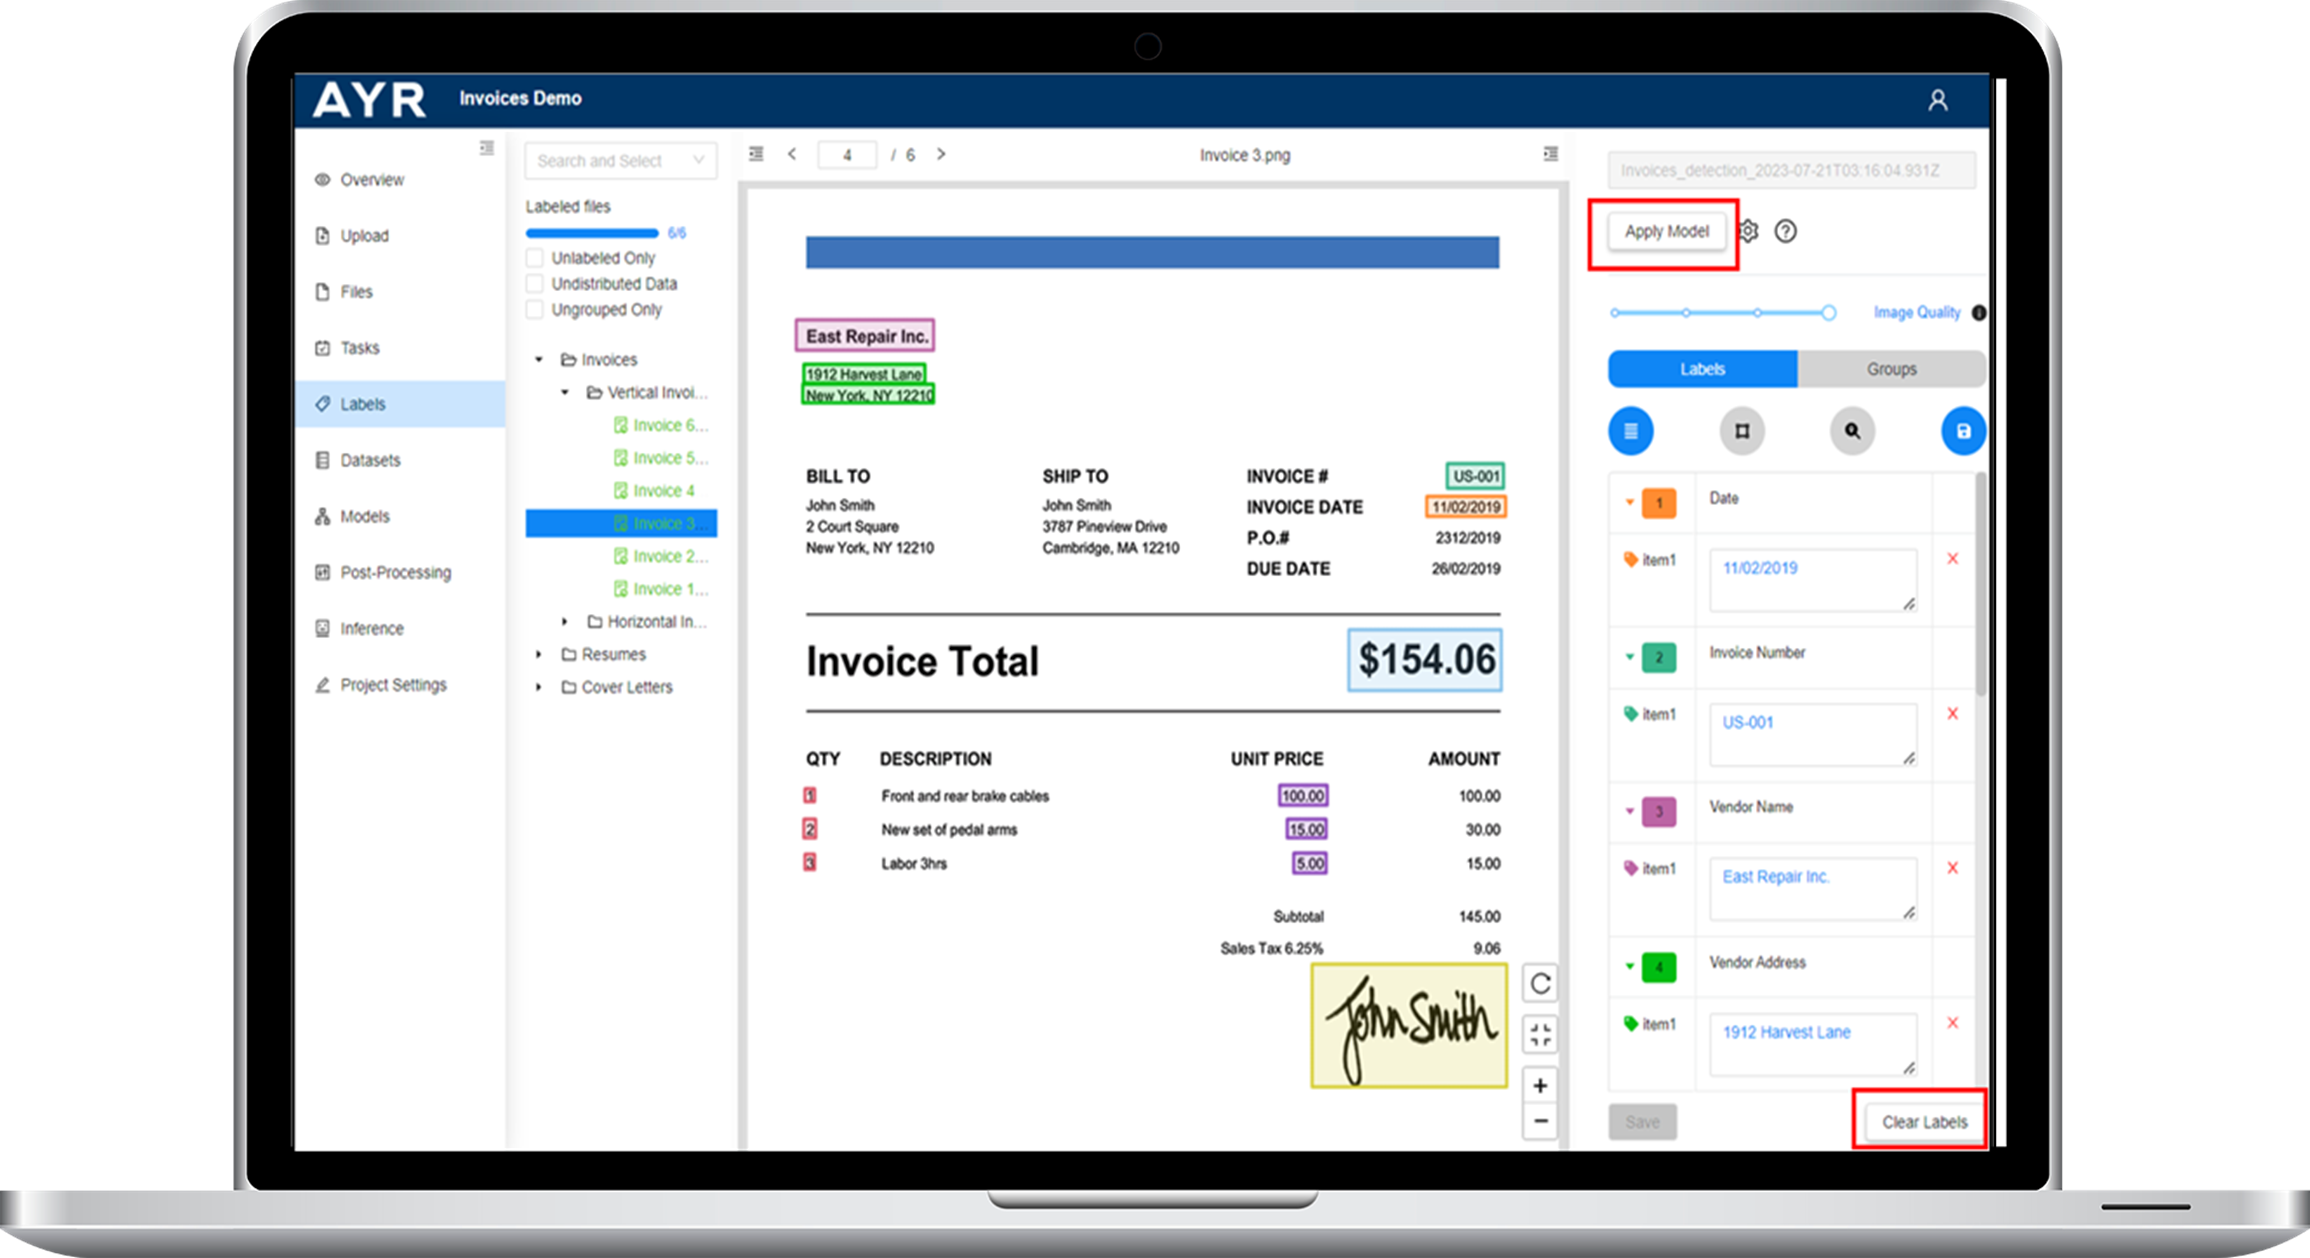 AYR Invoices Demo
Overview
Upload
Files
Tasks
Labels
Datasets
Models
Post-Processing
Inference
Project Settings
Search and Select
Labeled files
6/6
Unlabeled Only
Undistributed Data
Ungrouped Only
Invoices
Vertical Invoi...
Invoice 6...
Invoice 5...
Invoice 4
Invoice 3...
Invoice 2...
Invoice 1...
Horizontal In...
Resumes
Cover Letters
4 / 6 Invoice 3.png
East Repair Inc.
1912 Harvest Lane
New York, NY 12210
BILL TO
John Smith
2 Court Square
New York, NY 12210
SHIP TO
John Smith
3787 Pineview Drive
Cambridge, MA 12210
INVOICE # US-001
INVOICE DATE 11/02/2019
P.O.# 2312/2019
DUE DATE 26/02/2019
Invoice Total $154.06
QTY DESCRIPTION UNIT PRICE AMOUNT
1 Front and rear brake cables 100.00 100.00
2 New set of pedal arms 15.00 30.00
3 Labor 3hrs 5.00 15.00
Subtotal 145.00
Sales Tax 6.25% 9.06
John Smith
Invoices_detection_2023-07-21T03:16:04.931Z
Apply Model
Image Quality
Labels Groups
1 Date
item1 11/02/2019
2 Invoice Number
item1 US-001
3 Vendor Name
item1 East Repair Inc.
4 Vendor Address
item1 1912 Harvest Lane
Save Clear Labels